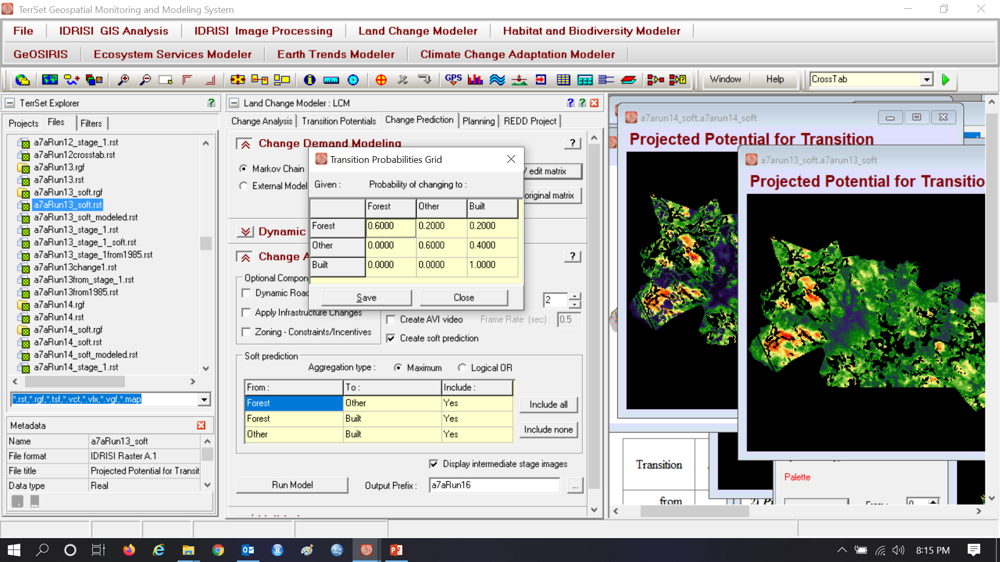 TerrSet Geospatial Monitoring and Modeling System
File
IDRISI GIS Analysis
IDRISI Image Processing
Land Change Modeler
Habitat and Biodiversity Modeler
GeOSIRIS
Ecosystem Services Modeler
Earth Trends Modeler
Climate Change Adaptation Modeler
GPS
Window
Help
CrossTab
TerrSet Explorer
?
Projects
Files
Filters
a7aRun12_stage_1.rst
a7aRun12crosstab.rst
a7aRun13.rgf
a7aRun13.rst
a7aRun13_soft.rgf
a7aRun13_soft.rst
a7aRun13_soft_modeled.rst
a7aRun13_stage_1.rst
a7aRun13_stage_1_soft.rst
a7aRun13_stage_1from1985.rst
a7aRun13change1.rst
a7aRun13from_stage_1.rst
a7aRun13from1985.rst
a7aRun14.rgf
a7aRun14.rst
a7aRun14_soft.rgf
a7aRun14_soft.rst
a7aRun14_soft_modeled.rst
a7aRun14_stage_1.rst
*.rst,*.rgf,*.tsf,*.vct,*.vlx,*.vgf,*.map
Metadata
Name a7aRun13_soft
File format IDRISI Raster A.1
File title Projected Potential for Transit
Data type Real
Land Change Modeler : LCM
? ?
Change Analysis
Transition Potentials
Change Prediction
Planning
REDD Project
Change Demand Modeling
?
Markov Chain
External Model
edit matrix
original matrix
Dynamic
Change A
?
Optional Compon
Dynamic Road
Apply Infrastructure Changes
Zoning - Constraints/Incentives
2
Create AVI video
Frame Rate (sec) :
0.5
Create soft prediction
Transition Probabilities Grid
Given : Probability of changing to :
Forest Other Built
Forest 0.6000 0.2000 0.2000
Other 0.0000 0.6000 0.4000
Built 0.0000 0.0000 1.0000
Save
Close
Soft prediction
Aggregation type : Maximum Logical OR
From : To : Include :
Forest Other Yes
Forest Built Yes
Other Built Yes
Include all
Include none
Display intermediate stage images
Run Model
Output Prefix :
a7aRun16
...
a7arun14_soft.a7arun14_soft
Projected Potential for Transition
a7arun13_soft.a7arun13_soft
Projected Potential for Transitio
Transition
from
Palette
8:15 PM